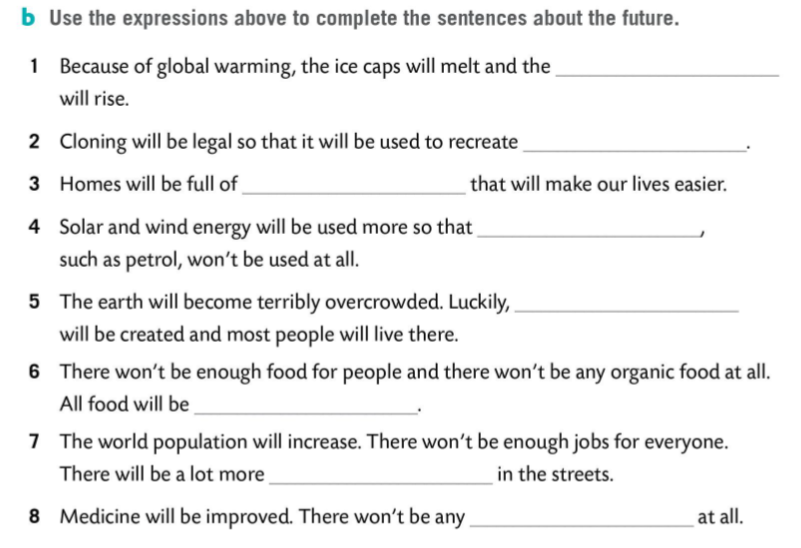 b Use the expressions above to complete the sentences about the future.
1 Because of global warming, the ice caps will melt and the ____________________
will rise.
2 Cloning will be legal so that it will be used to recreate ____________________.
3 Homes will be full of ____________________ that will make our lives easier.
4 Solar and wind energy will be used more so that ____________________,
such as petrol, won't be used at all.
5 The earth will become terribly overcrowded. Luckily, ____________________
will be created and most people will live there.
6 There won't be enough food for people and there won't be any organic food at all.
All food will be ____________________.
7 The world population will increase. There won't be enough jobs for everyone.
There will be a lot more ____________________ in the streets.
8 Medicine will be improved. There won't be any ____________________ at all.